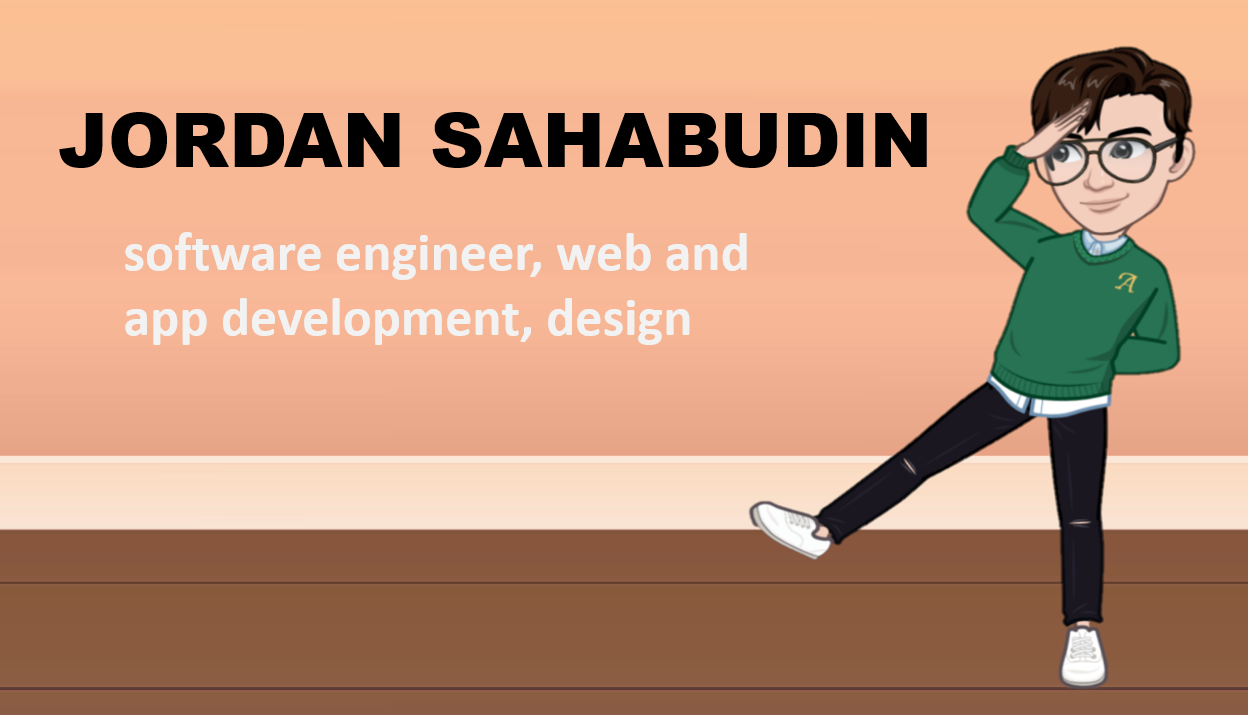 JORDAN SAHABUDIN
software engineer, web and
app development, design
A